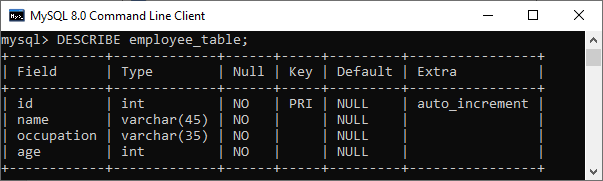 MySQL 8.0 Command Line Client
mysql> DESCRIBE employee_table;
+------------+-------------+------+-----+---------+----------------+
| Field      | Type        | Null | Key | Default | Extra          |
+------------+-------------+------+-----+---------+----------------+
| id         | int         | NO   | PRI | NULL    | auto_increment |
| name       | varchar(45) | NO   |     | NULL    |                |
| occupation | varchar(35) | NO   |     | NULL    |                |
| age        | int         | NO   |     | NULL    |                |
+------------+-------------+------+-----+---------+----------------+